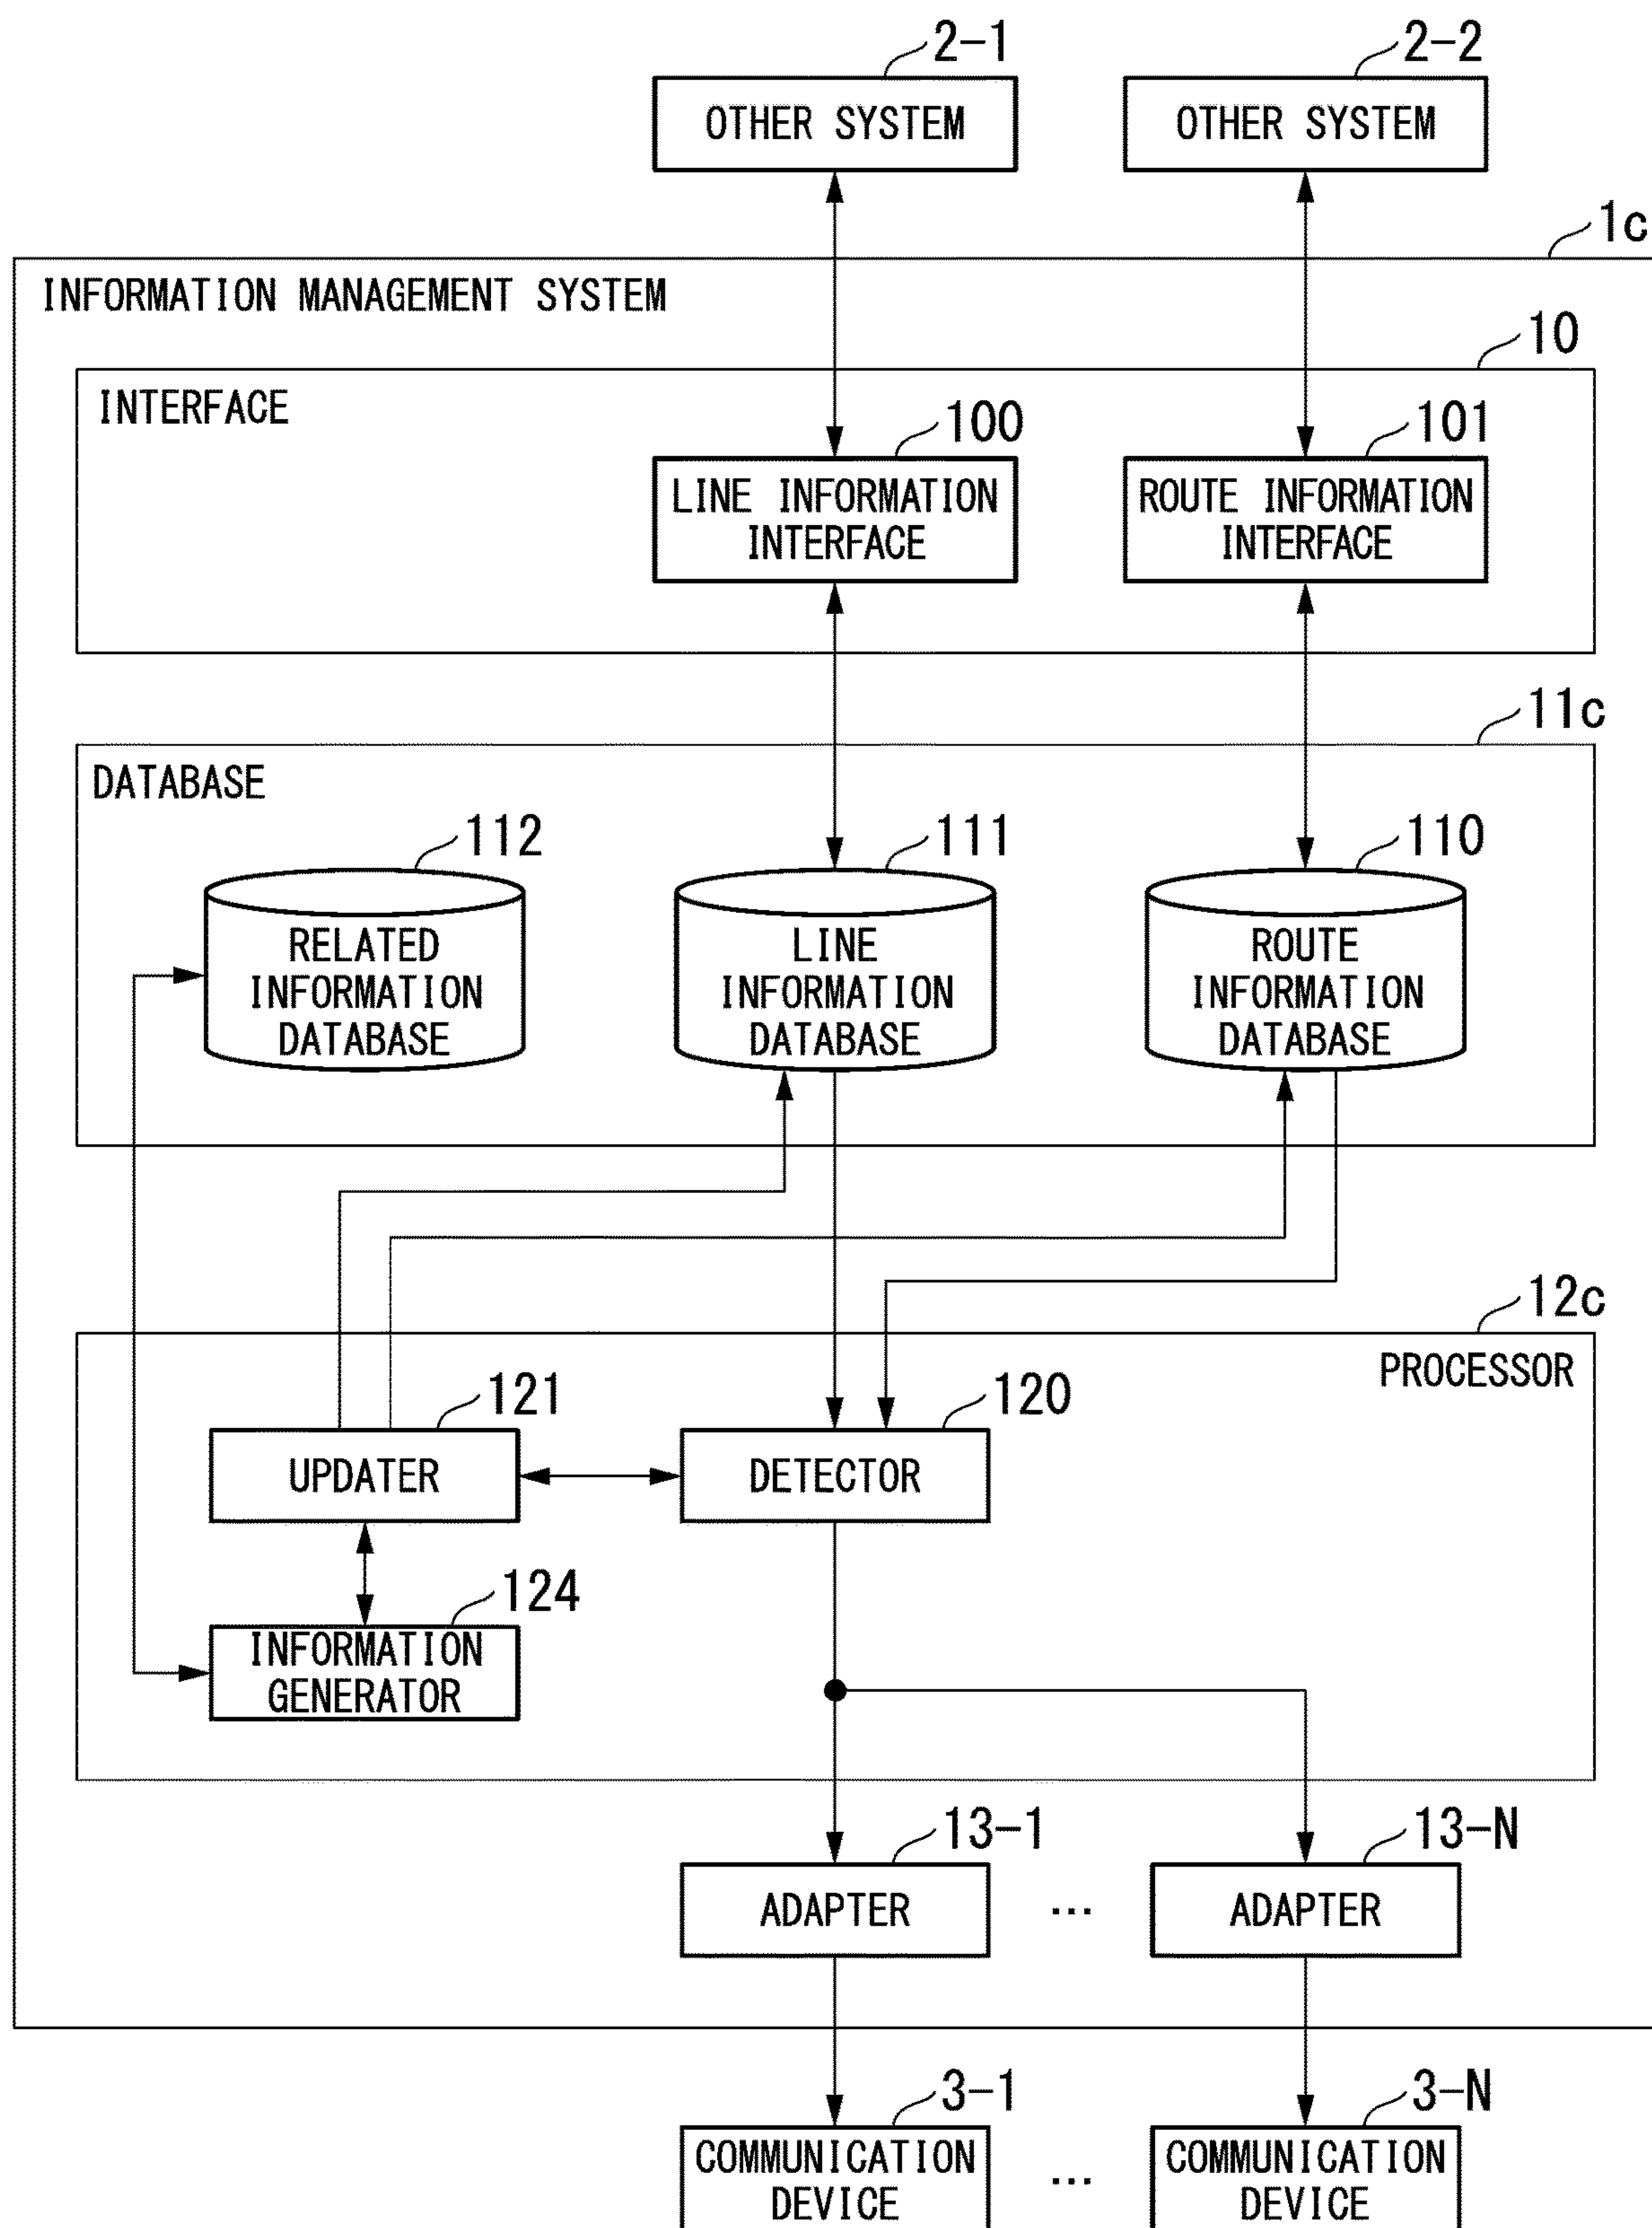 2-1
2-2
OTHER SYSTEM
OTHER SYSTEM
1c
INFORMATION MANAGEMENT SYSTEM
10
INTERFACE
100
101
LINE INFORMATION
INTERFACE
ROUTE INFORMATION
INTERFACE
11c
DATABASE
112
111
110
RELATED
INFORMATION
DATABASE
LINE
INFORMATION
DATABASE
ROUTE
INFORMATION
DATABASE
12c
PROCESSOR
121
120
UPDATER
DETECTOR
124
INFORMATION
GENERATOR
13-1
13-N
ADAPTER
...
ADAPTER
3-1
3-N
COMMUNICATION
DEVICE
...
COMMUNICATION
DEVICE